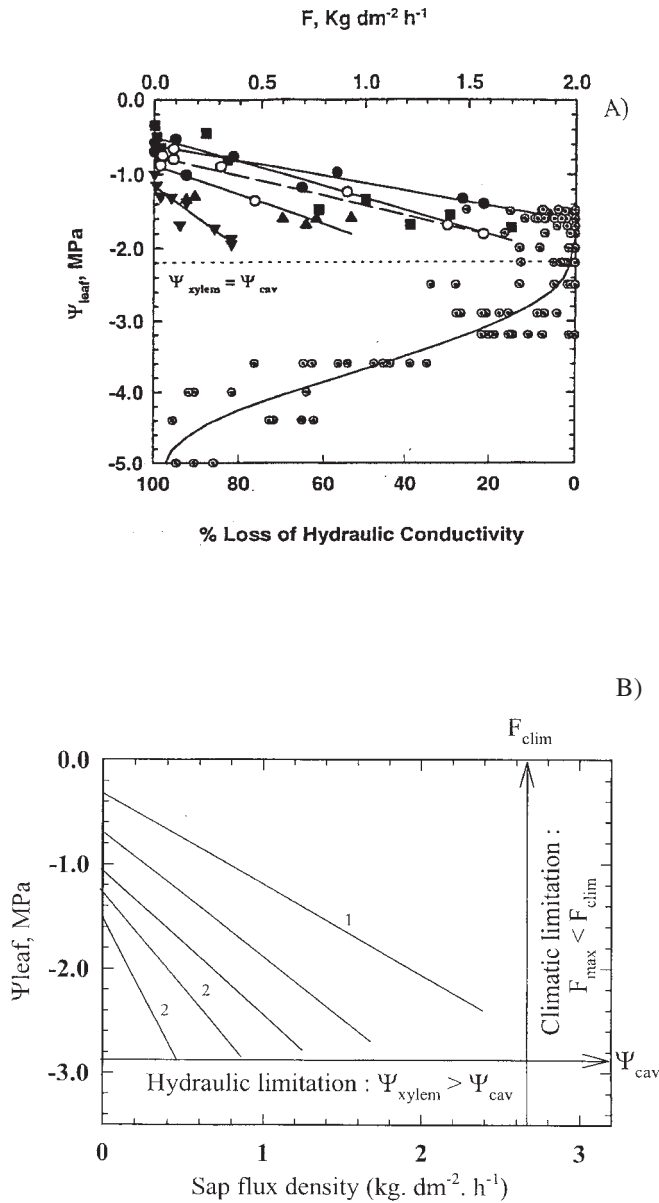 F, Kg dm-2 h-1
0.0 0.5 1.0 1.5 2.0
A)
0.0
-1.0
-2.0
-3.0
-4.0
-5.0
Ψleaf, MPa
Ψ xylem = Ψ cav
100 80 60 40 20 0
% Loss of Hydraulic Conductivity
B)
Fclim
0.0
-1.0
-2.0
-3.0
Ψleaf, MPa
1
2
2
Climatic limitation :
Fmax < Fclim
Ψcav
Hydraulic limitation : Ψxylem > Ψcav
0 1 2 3
Sap flux density (kg. dm-2. h-1)